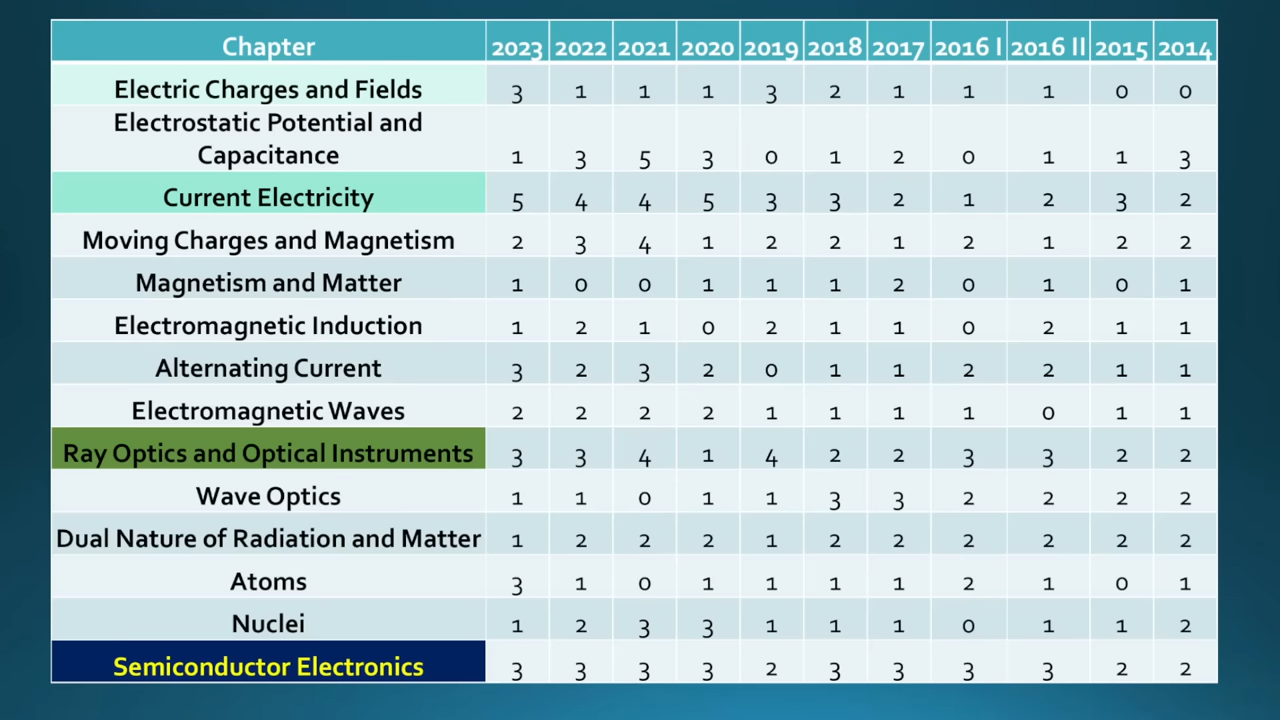 Chapter 2023 2022 2021 2020 2019 2018 2017 2016 I 2016 II 2015 2014
Electric Charges and Fields 3 1 1 1 3 2 1 1 1 0 0
Electrostatic Potential and
Capacitance 1 3 5 3 0 1 2 0 1 1 3
Current Electricity 5 4 4 5 3 3 2 1 2 3 2
Moving Charges and Magnetism 2 3 4 1 2 2 1 2 1 2 2
Magnetism and Matter 1 0 0 1 1 1 2 0 1 0 1
Electromagnetic Induction 1 2 1 0 2 1 1 0 2 1 1
Alternating Current 3 2 3 2 0 1 1 2 2 1 1
Electromagnetic Waves 2 2 2 2 1 1 1 1 0 1 1
Ray Optics and Optical Instruments 3 3 4 1 4 2 2 3 3 2 2
Wave Optics 1 1 0 1 1 3 3 2 2 2 2
Dual Nature of Radiation and Matter 1 2 2 2 1 2 2 2 2 2 2
Atoms 3 1 0 1 1 1 1 2 1 0 1
Nuclei 1 2 3 3 1 1 1 0 1 1 2
Semiconductor Electronics 3 3 3 3 2 3 3 3 3 2 2